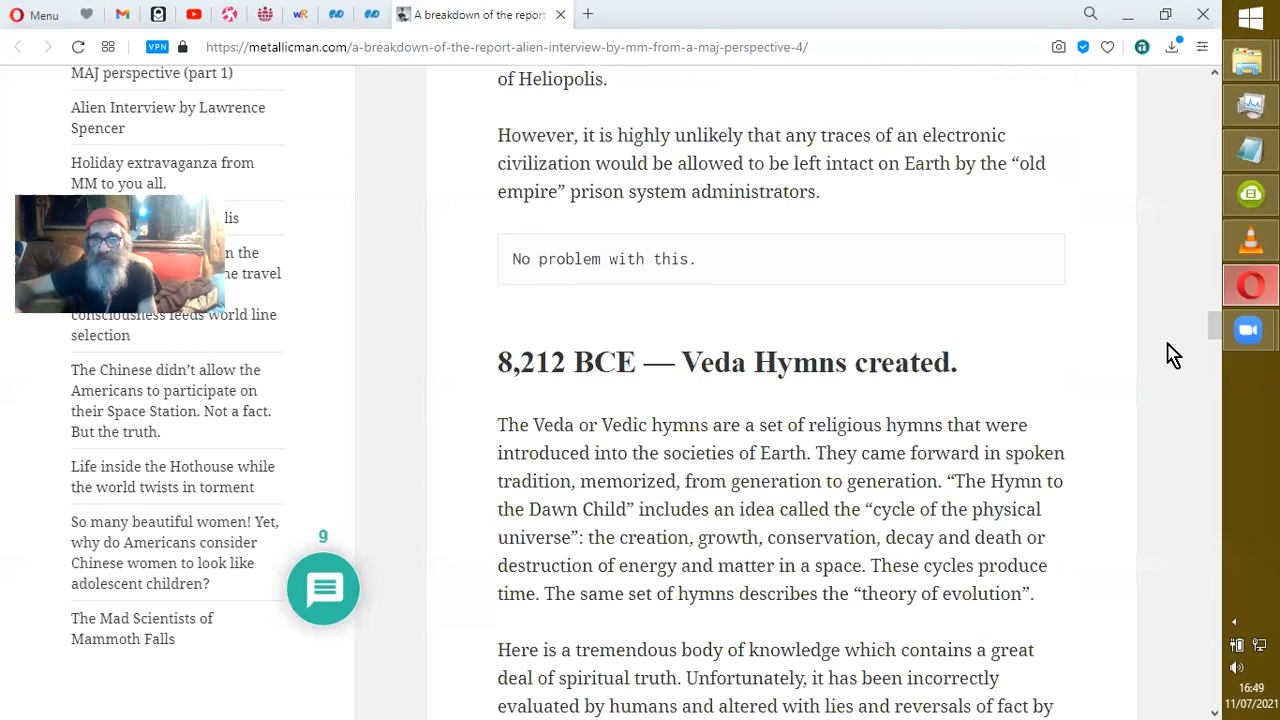 Menu
A breakdown of the report
VPN
https://metallicman.com/a-breakdown-of-the-report-alien-interview-by-mm-from-a-maj-perspective-4/
MAJ perspective (part 1)
Alien Interview by Lawrence
Spencer
Holiday extravaganza from
MM to you all.
lis
n the
ne travel
consciousness feeds world line
selection
The Chinese didn’t allow the
Americans to participate on
their Space Station. Not a fact.
But the truth.
Life inside the Hothouse while
the world twists in torment
So many beautiful women! Yet,
why do Americans consider
Chinese women to look like
adolescent children?
The Mad Scientists of
Mammoth Falls
9
of Heliopolis.
However, it is highly unlikely that any traces of an electronic
civilization would be allowed to be left intact on Earth by the “old
empire” prison system administrators.
No problem with this.
8,212 BCE — Veda Hymns created.
The Veda or Vedic hymns are a set of religious hymns that were
introduced into the societies of Earth. They came forward in spoken
tradition, memorized, from generation to generation. “The Hymn to
the Dawn Child” includes an idea called the “cycle of the physical
universe”: the creation, growth, conservation, decay and death or
destruction of energy and matter in a space. These cycles produce
time. The same set of hymns describes the “theory of evolution”.
Here is a tremendous body of knowledge which contains a great
deal of spiritual truth. Unfortunately, it has been incorrectly
evaluated by humans and altered with lies and reversals of fact by
16:49
11/07/2021